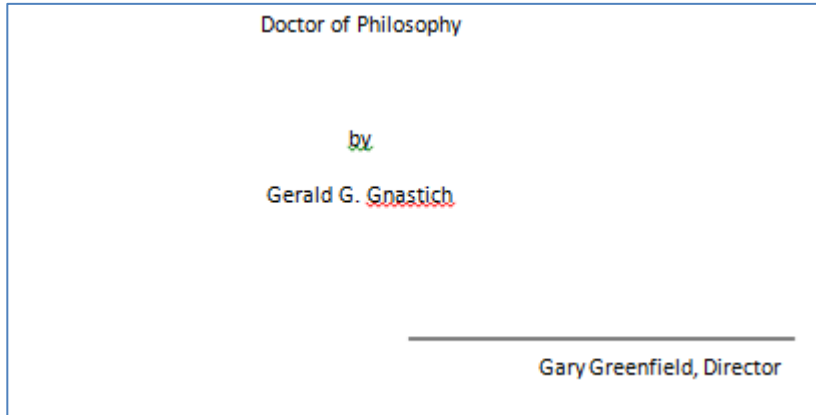 Doctor of Philosophy
by
Gerald G. Gnastich
Gary Greenfield, Director